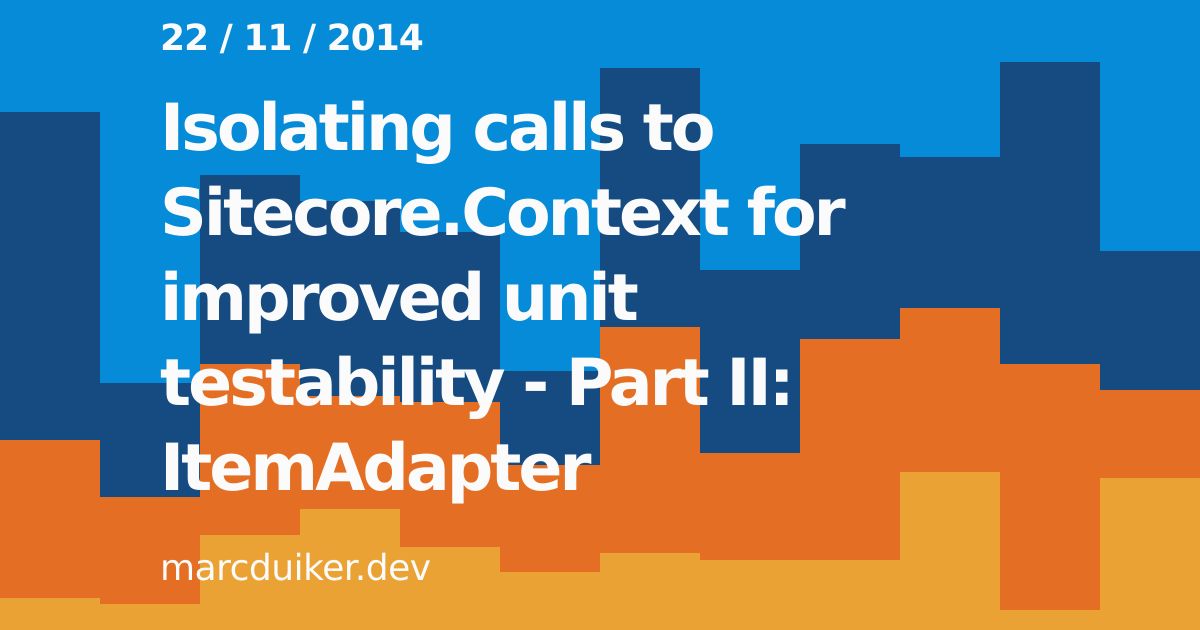 22 / 11 / 2014
Isolating calls to
Sitecore.Context for
improved unit
testability - Part II:
ItemAdapter
marcduiker.dev